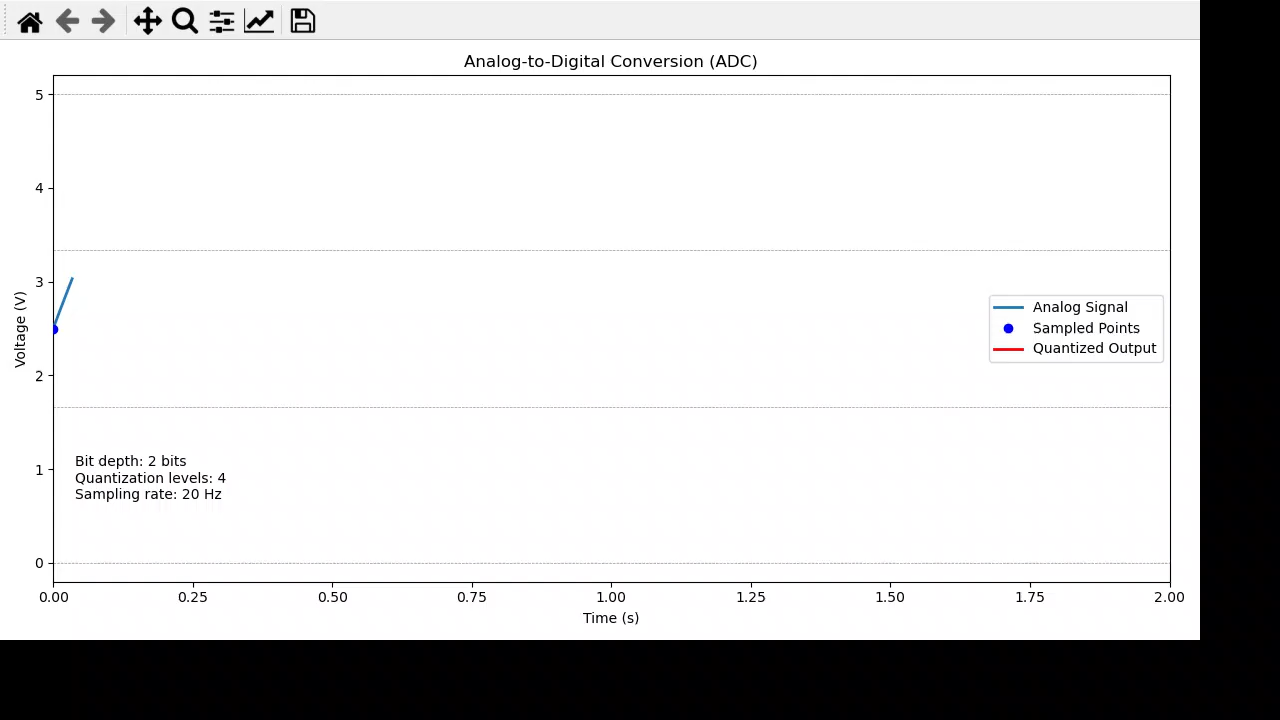 Analog-to-Digital Conversion (ADC)
5
4
3
2
1
0
Voltage (V)
Analog Signal
Sampled Points
Quantized Output
Bit depth: 2 bits
Quantization levels: 4
Sampling rate: 20 Hz
0.00 0.25 0.50 0.75 1.00 1.25 1.50 1.75 2.00
Time (s)